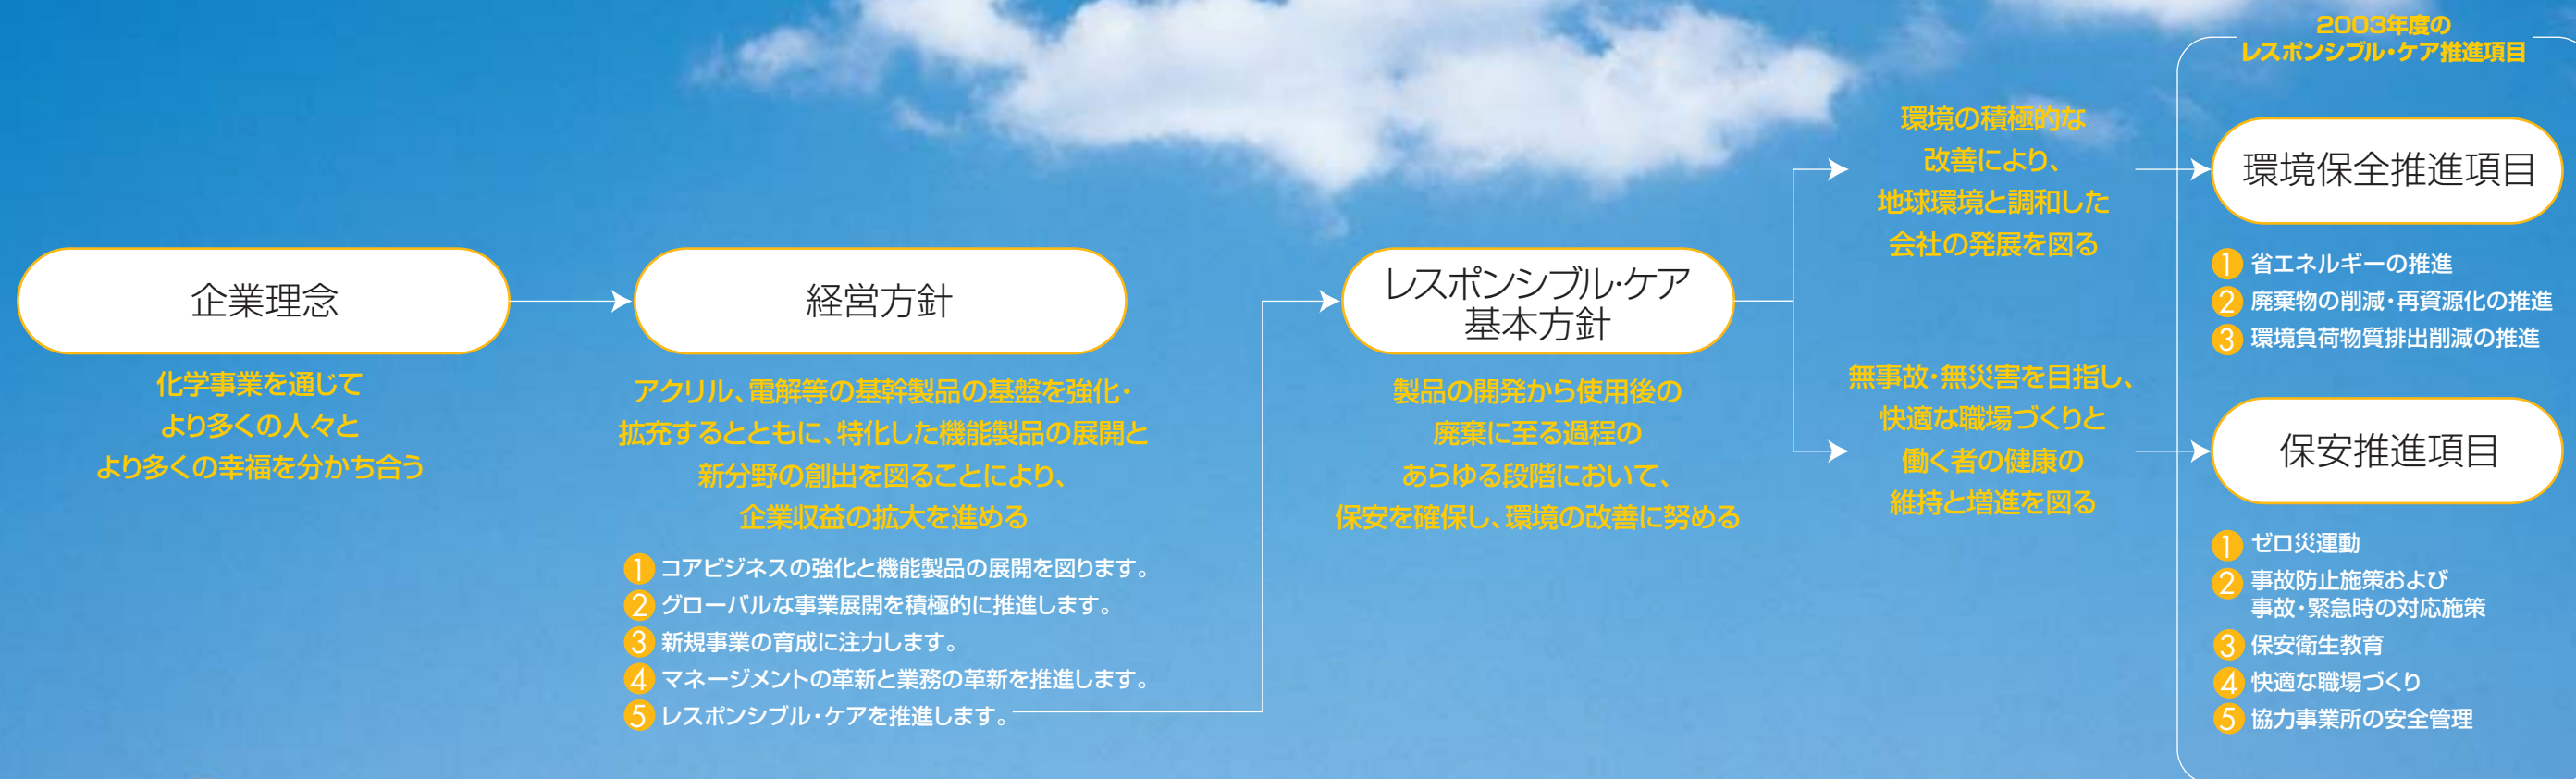 企業理念
化学事業を通じて
より多くの人々と
より多くの幸福を分かち合う
経営方針
アクリル、電解等の基幹製品の基盤を強化・
拡充するとともに、特化した機能製品の展開と
新分野の創出を図ることにより、
企業収益の拡大を進める
1 コアビジネスの強化と機能製品の展開を図ります。
2 グローバルな事業展開を積極的に推進します。
3 新規事業の育成に注力します。
4 マネージメントの革新と業務の革新を推進します。
5 レスポンシブル・ケアを推進します。
レスポンシブル・ケア
基本方針
製品の開発から使用後の
廃棄に至る過程の
あらゆる段階において、
保安を確保し、環境の改善に努める
環境の積極的な
改善により、
地球環境と調和した
会社の発展を図る
無事故・無災害を目指し、
快適な職場づくりと
働く者の健康の
維持と増進を図る
2003年度の
レスポンシブル・ケア推進項目
環境保全推進項目
1 省エネルギーの推進
2 廃棄物の削減・再資源化の推進
3 環境負荷物質排出削減の推進
保安推進項目
1 ゼロ災運動
2 事故防止施策および
事故・緊急時の対応施策
3 保安衛生教育
4 快適な職場づくり
5 協力事業所の安全管理